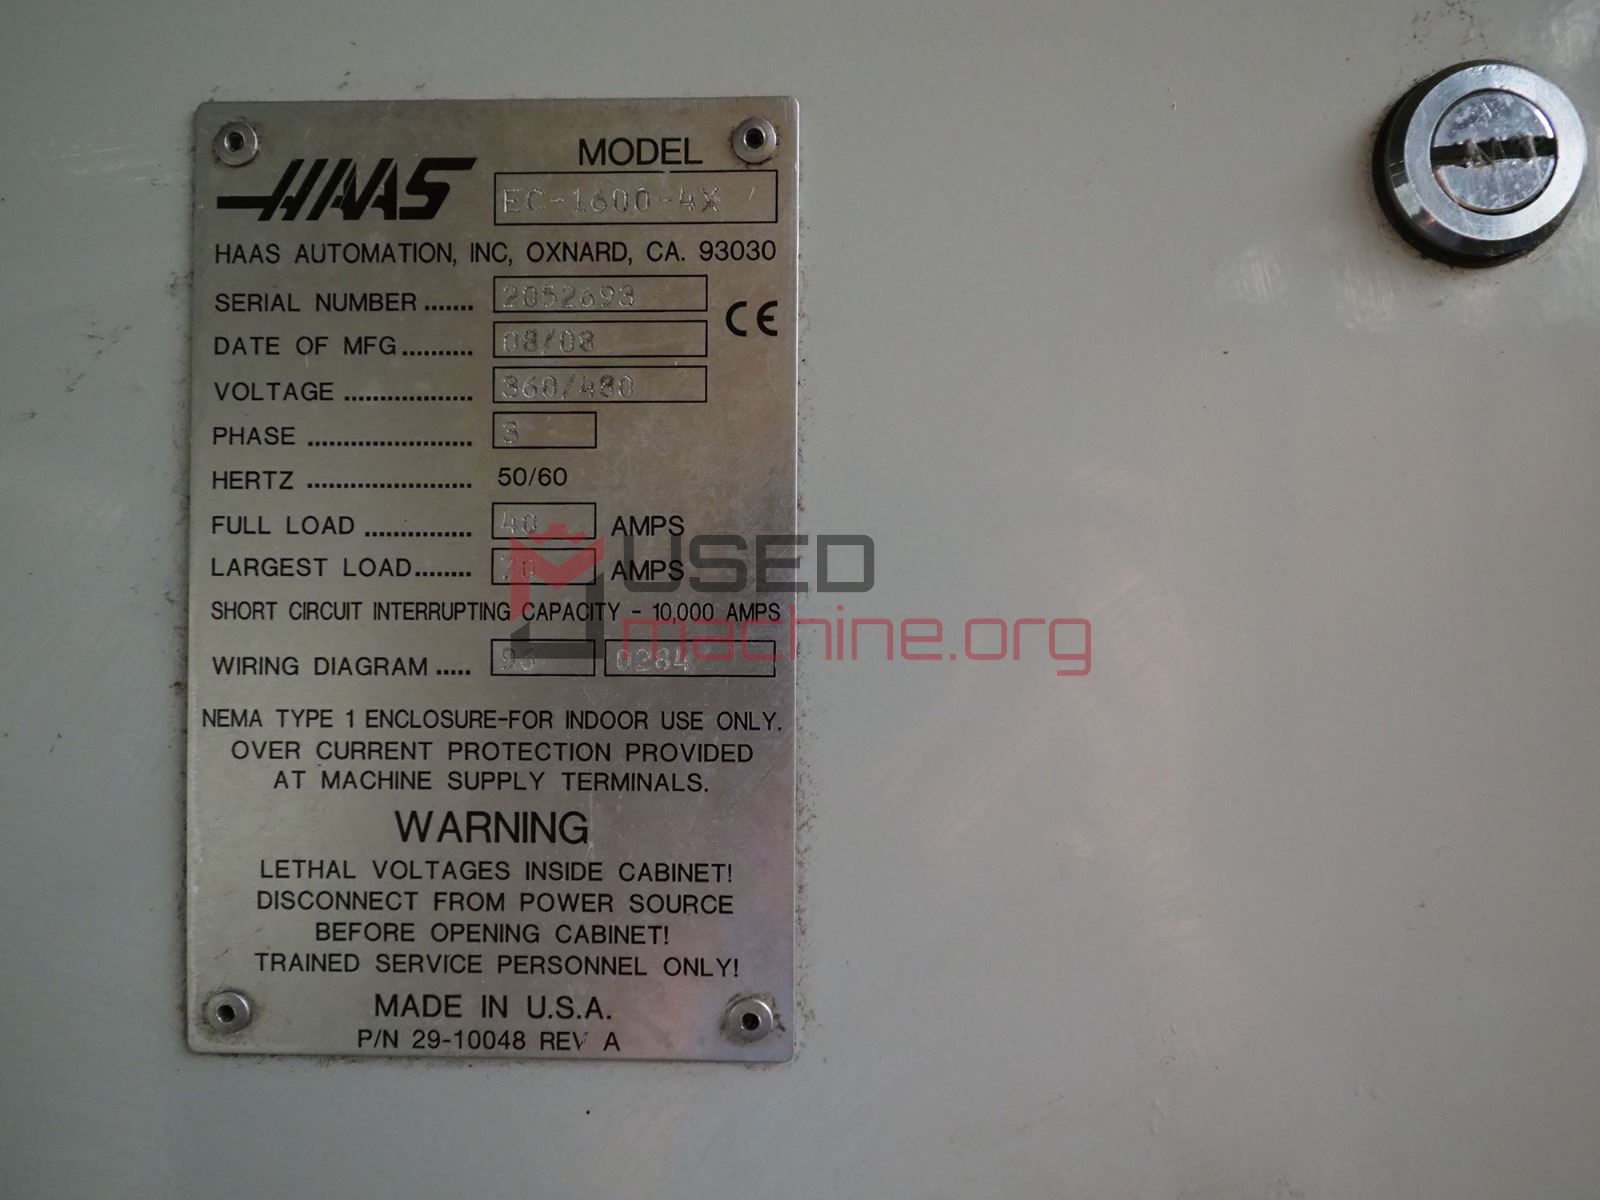 MODEL
HAAS EC-1600-4X
HAAS AUTOMATION, INC, OXNARD, CA. 93030
SERIAL NUMBER ....... 2052693
CE
DATE OF MFG.......... 08/08
VOLTAGE .................. 360/480
PHASE ....................... 3
HERTZ ....................... 50/60
FULL LOAD ............... 40 AMPS
LARGEST LOAD........ 20 AMPS
USED
machine.org
SHORT CIRCUIT INTERRUPTING CAPACITY - 10,000 AMPS
WIRING DIAGRAM ..... 96 0284
NEMA TYPE 1 ENCLOSURE-FOR INDOOR USE ONLY.
OVER CURRENT PROTECTION PROVIDED
AT MACHINE SUPPLY TERMINALS.
WARNING
LETHAL VOLTAGES INSIDE CABINET!
DISCONNECT FROM POWER SOURCE
BEFORE OPENING CABINET!
TRAINED SERVICE PERSONNEL ONLY!
MADE IN U.S.A.
P/N 29-10048 REV A